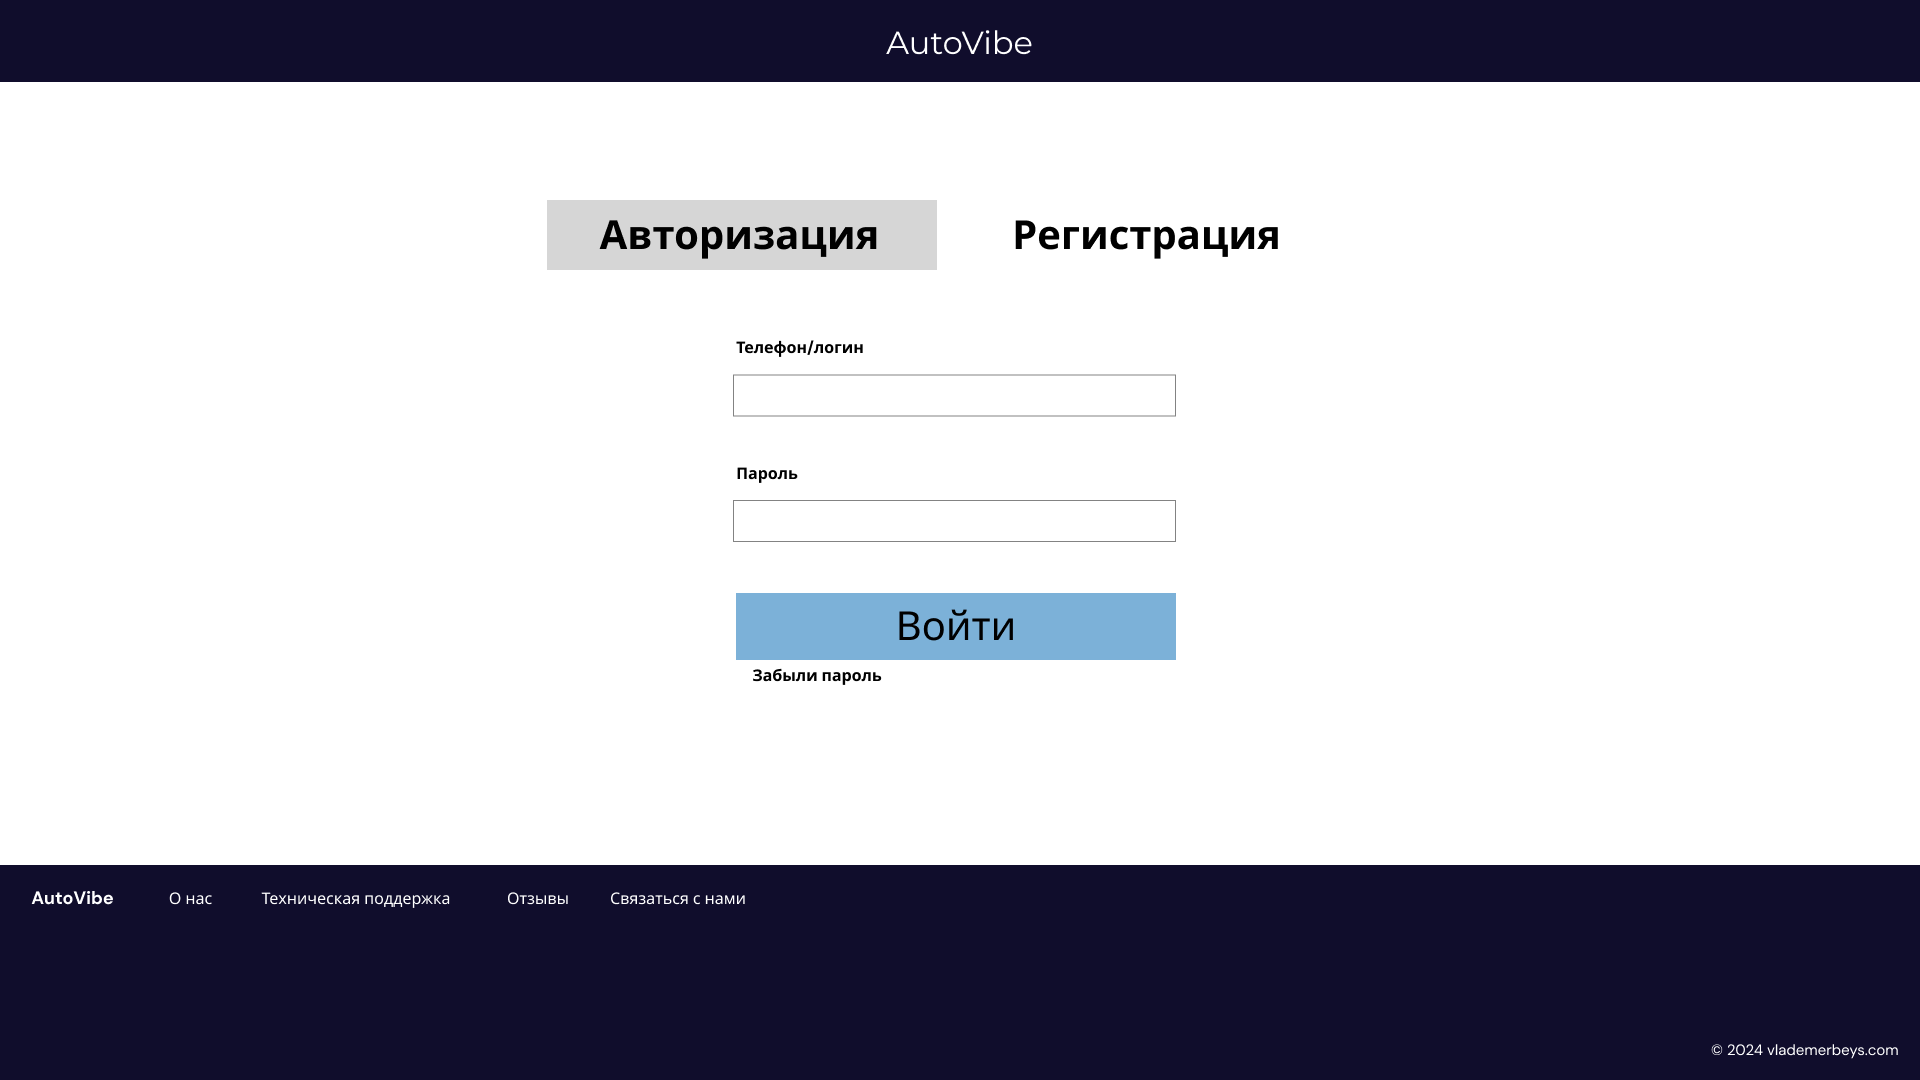 AutoVibe
Авторизация
Регистрация
Телефон/логин
Пароль
Войти
Забыли пароль
AutoVibe
О нас
Техническая поддержка
Отзывы
Связаться с нами
© 2024 vlademerbeys.com